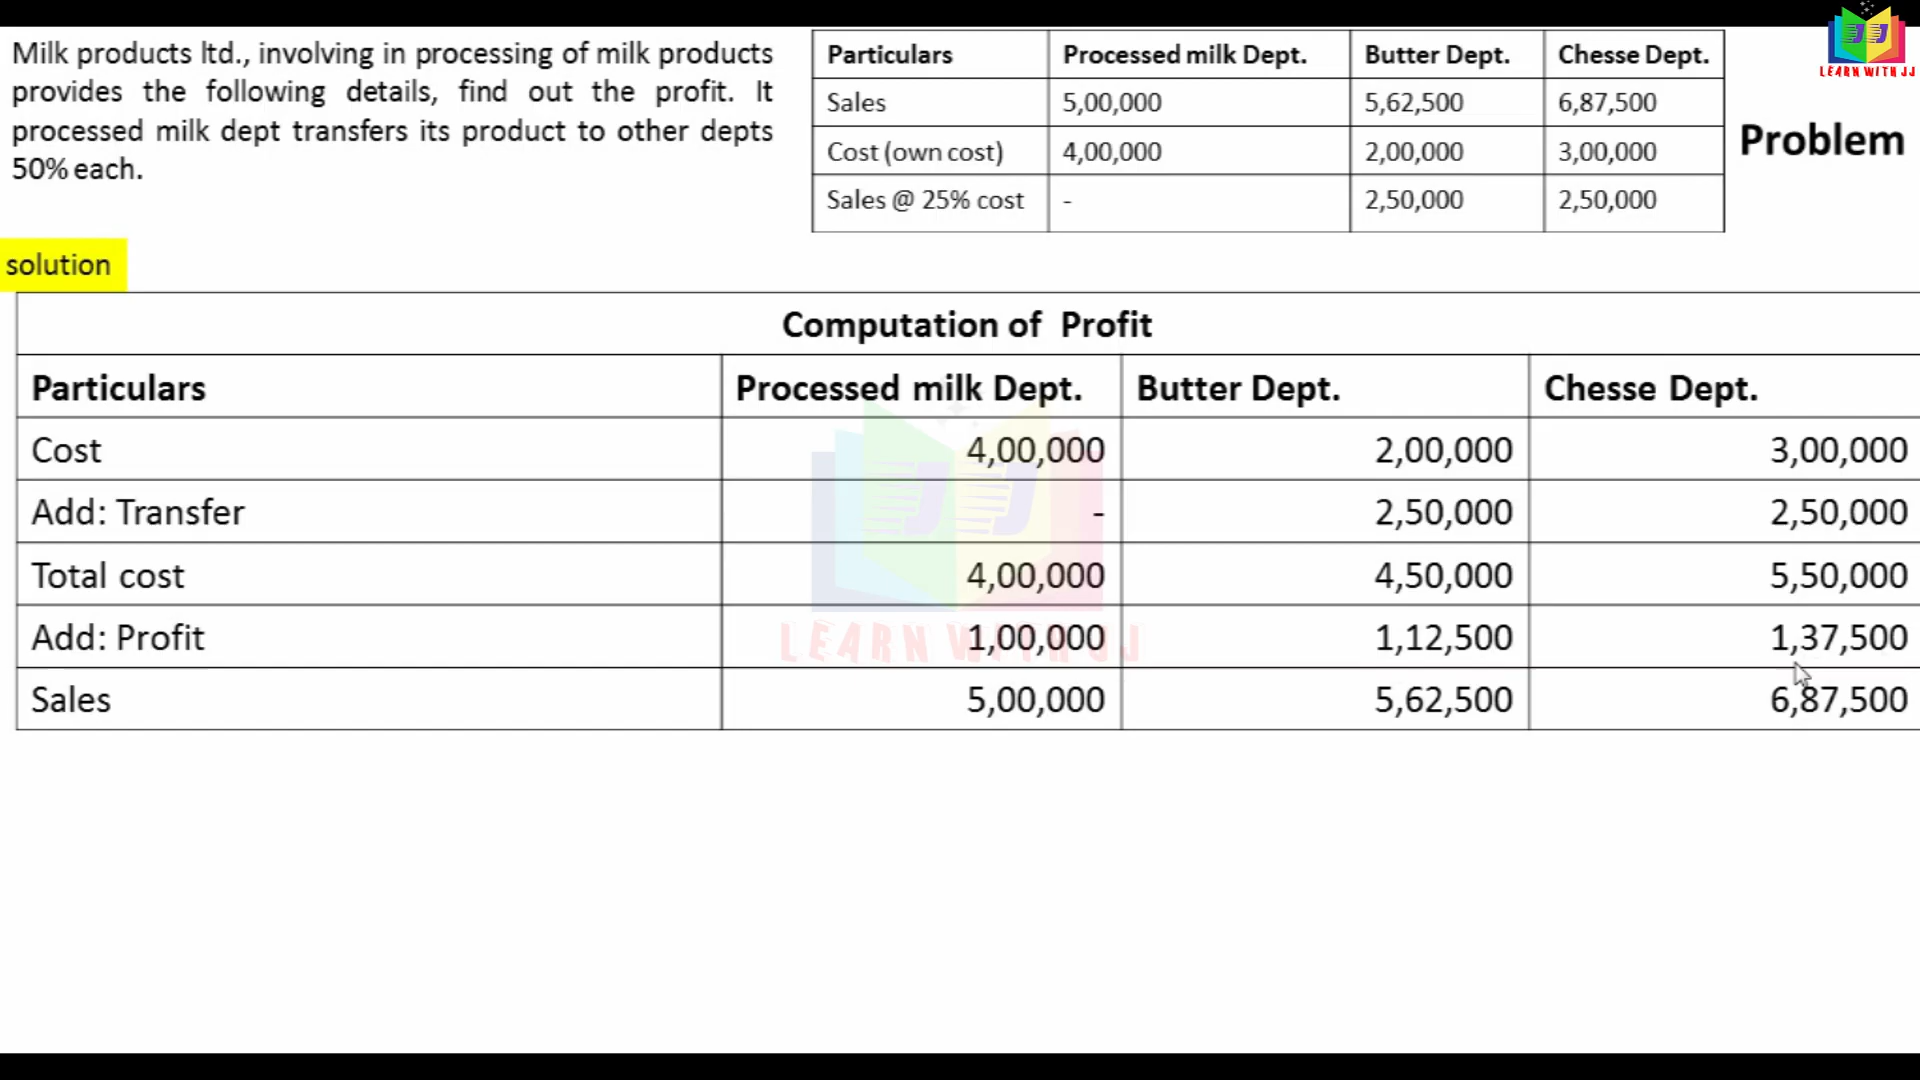 Milk products ltd., involving in processing of milk products
provides the following details, find out the profit. It
processed milk dept transfers its product to other depts
50% each.
Particulars Processed milk Dept. Butter Dept. Chesse Dept.
Sales 5,00,000 5,62,500 6,87,500
Cost (own cost) 4,00,000 2,00,000 3,00,000
Sales @ 25% cost - 2,50,000 2,50,000
Problem
JJ
LEARN WITH JJ
solution
Computation of Profit
Particulars Processed milk Dept. Butter Dept. Chesse Dept.
Cost 4,00,000 2,00,000 3,00,000
Add: Transfer - 2,50,000 2,50,000
Total cost 4,00,000 4,50,000 5,50,000
Add: Profit 1,00,000 1,12,500 1,37,500
Sales 5,00,000 5,62,500 6,87,500
JJ
LEARN WITH JJ